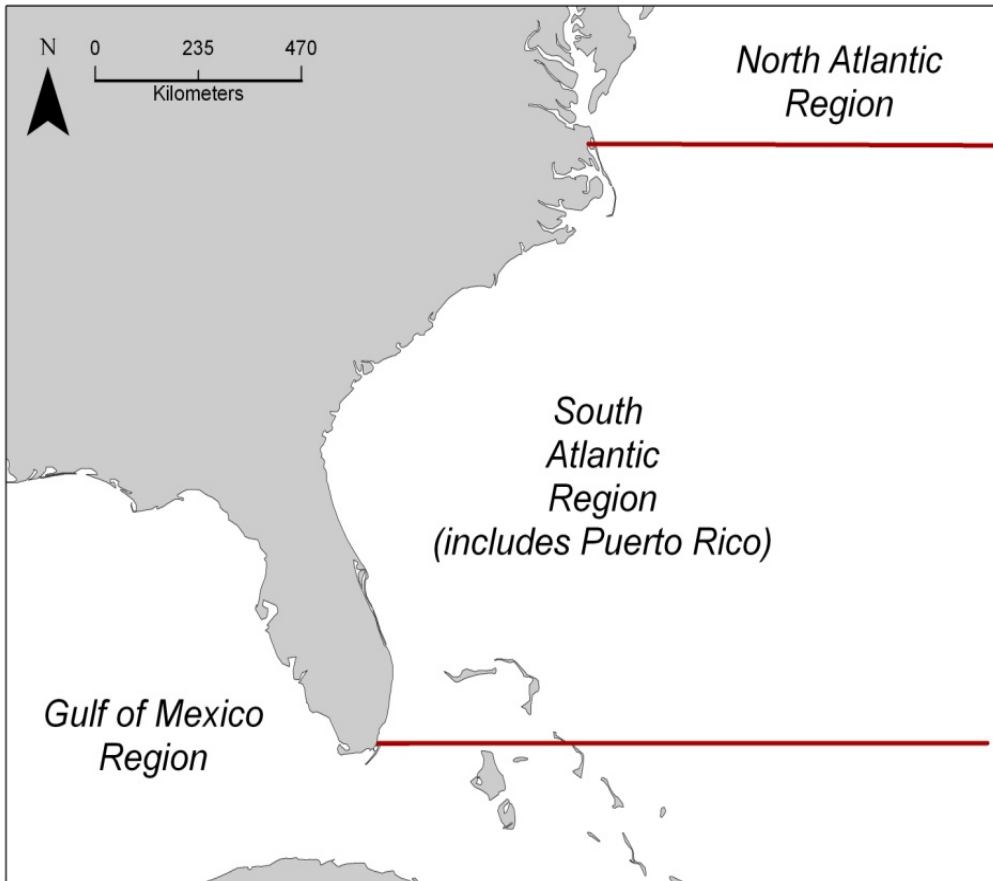 N 0 235 470
Kilometers
North Atlantic
Region
South
Atlantic
Region
(includes Puerto Rico)
Gulf of Mexico
Region